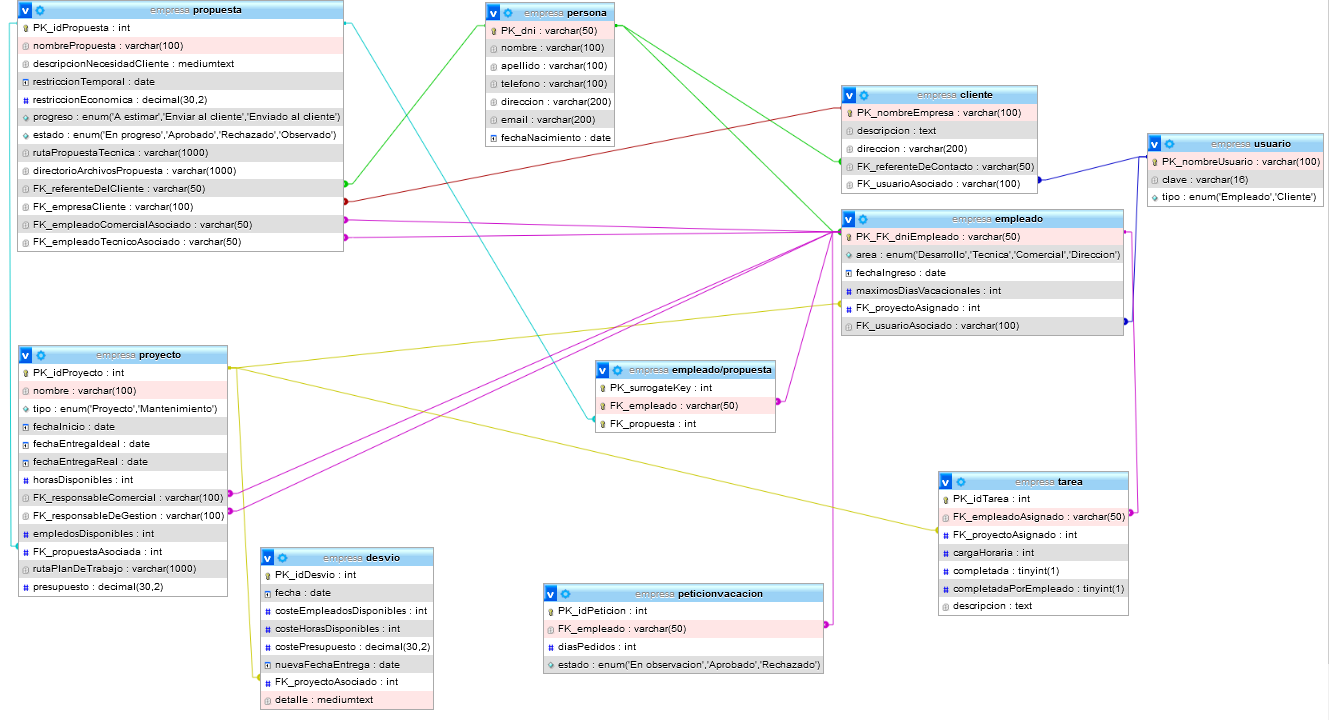 empresa propuesta
PK_idPropuesta : int
nombrePropuesta : varchar(100)
descripcionNecesidadCliente : mediumtext
restriccionTemporal : date
restriccionEconomica : decimal(30,2)
progreso : enum('A estimar','Enviar al cliente','Enviado al cliente')
estado : enum('En progreso','Aprobado','Rechazado','Observado')
rutaPropuestaTecnica : varchar(1000)
directorioArchivosPropuesta : varchar(1000)
FK_referenteDelCliente : varchar(50)
FK_empresaCliente : varchar(100)
FK_empleadoComercialAsociado : varchar(50)
FK_empleadoTecnicoAsociado : varchar(50)
empresa persona
PK_dni : varchar(50)
nombre : varchar(100)
apellido : varchar(100)
telefono : varchar(100)
direccion : varchar(200)
email : varchar(200)
fechaNacimiento : date
empresa cliente
PK_nombreEmpresa : varchar(100)
descripcion : text
direccion : varchar(200)
FK_referenteDeContacto : varchar(50)
FK_usuarioAsociado : varchar(100)
empresa usuario
PK_nombreUsuario : varchar(100)
clave : varchar(16)
tipo : enum('Empleado','Cliente')
empresa empleado
PK_FK_dniEmpleado : varchar(50)
area : enum('Desarrollo','Tecnica','Comercial','Direccion')
fechaIngreso : date
maximosDiasVacacionales : int
FK_proyectoAsignado : int
FK_usuarioAsociado : varchar(100)
empresa proyecto
PK_idProyecto : int
nombre : varchar(100)
tipo : enum('Proyecto','Mantenimiento')
fechaInicio : date
fechaEntregaIdeal : date
fechaEntregaReal : date
horasDisponibles : int
FK_responsableComercial : varchar(100)
FK_responsableDeGestion : varchar(100)
empledosDisponibles : int
FK_propuestaAsociada : int
rutaPlanDeTrabajo : varchar(1000)
presupuesto : decimal(30,2)
empresa empleado/propuesta
PK_surrogateKey : int
FK_empleado : varchar(50)
FK_propuesta : int
empresa tarea
PK_idTarea : int
FK_empleadoAsignado : varchar(50)
FK_proyectoAsignado : int
cargaHoraria : int
completada : tinyint(1)
completadaPorEmpleado : tinyint(1)
descripcion : text
empresa desvio
PK_idDesvio : int
fecha : date
costeEmpleadosDisponibles : int
costeHorasDisponibles : int
costePresupuesto : decimal(30,2)
nuevaFechaEntrega : date
FK_proyectoAsociado : int
detalle : mediumtext
empresa peticionvacacion
PK_idPeticion : int
FK_empleado : varchar(50)
diasPedidos : int
estado : enum('En observacion','Aprobado','Rechazado')